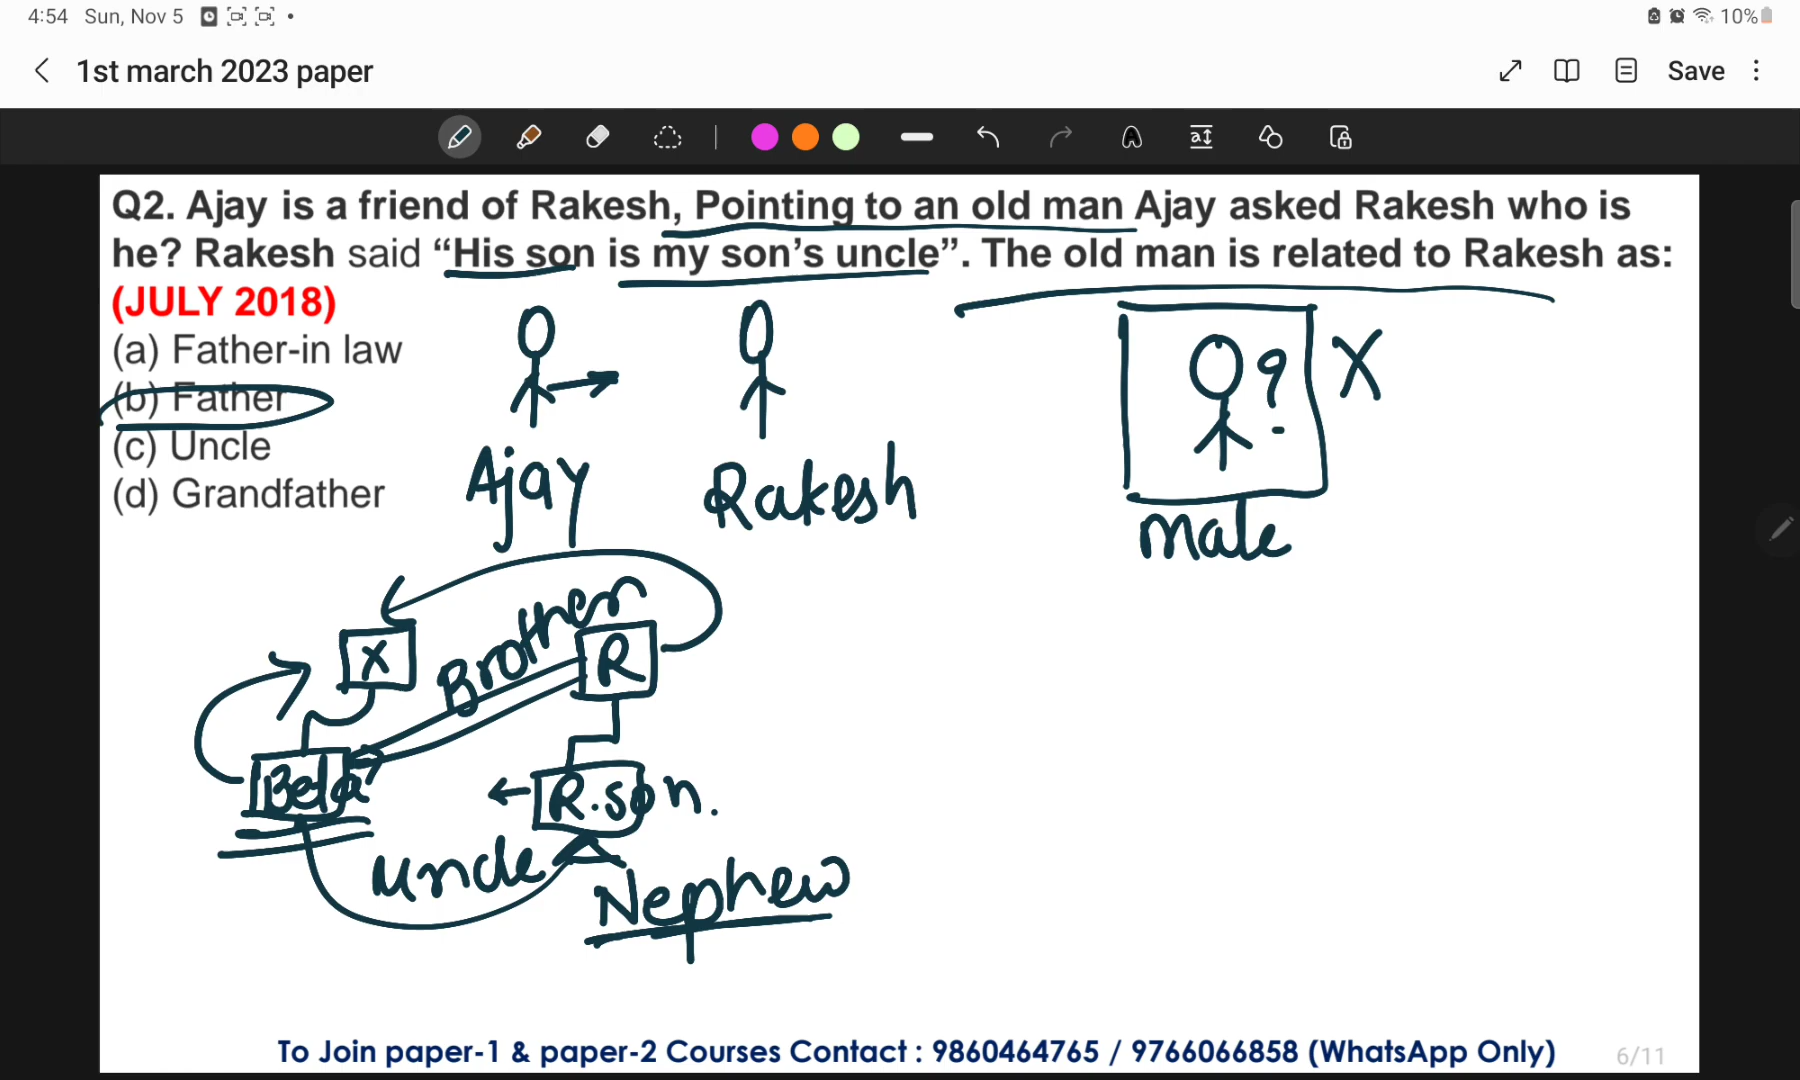 4:54 Sun, Nov 5
10%
1st march 2023 paper
Save
Q2. Ajay is a friend of Rakesh, Pointing to an old man Ajay asked Rakesh who is
he? Rakesh said “His son is my son’s uncle”. The old man is related to Rakesh as:
(JULY 2018)
(a) Father-in law
(b) Father
(c) Uncle
(d) Grandfather
? X
Ajay Rakesh
Male
Brother
X R
Beta
R.son.
uncle
Nephew
To Join paper-1 & paper-2 Courses Contact : 9860464765 / 9766066858 (WhatsApp Only)
6/11